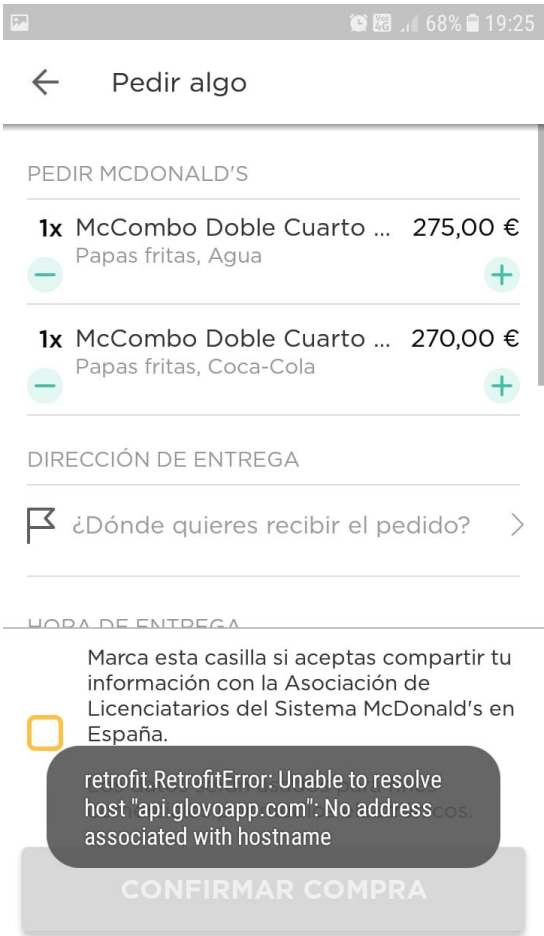 68% 19:25
Pedir algo
PEDIR MCDONALD'S
1x McCombo Doble Cuarto ... 275,00 €
Papas fritas, Agua
1x McCombo Doble Cuarto ... 270,00 €
Papas fritas, Coca-Cola
DIRECCIÓN DE ENTREGA
¿Dónde quieres recibir el pedido?
HORA DE ENTREGA
Marca esta casilla si aceptas compartir tu
información con la Asociación de
Licenciatarios del Sistema McDonald's en
España.
retrofit.RetrofitError: Unable to resolve
host "api.glovoapp.com": No address
associated with hostname
CONFIRMAR COMPRA